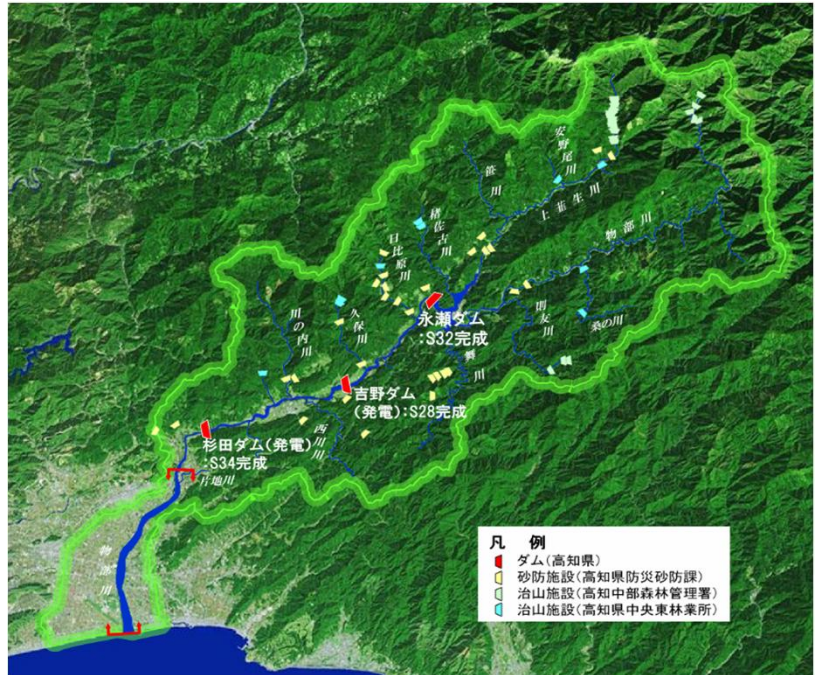 安野尾川
笹川
上韮生川
物部川
楮佐古川
日比原川
永瀬ダム
:S32完成
川の内川
久保川
則友川
桑の川
川
吉野ダム
(発電):S28完成
杉田ダム(発電)
:S34完成
西川川
片地川
物部川
凡 例
ダム(高知県)
砂防施設(高知県防災砂防課)
治山施設(高知中部森林管理署)
治山施設(高知県中央東林業所)